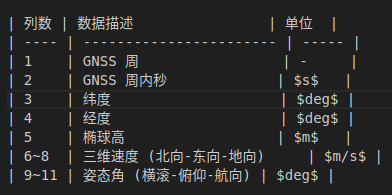 | 列数 | 数据描述                 | 单位  |
| ---- | ----------------------- | ----- |
| 1    | GNSS 周                  | -     |
| 2    | GNSS 周内秒              | $s$   |
| 3    | 纬度                    | $deg$ |
| 4    | 经度                    | $deg$ |
| 5    | 椭球高                  | $m$   |
| 6~8  | 三维速度 (北向-东向-地向)     | $m/s$ |
| 9~11 | 姿态角 (横滚-俯仰-航向) | $deg$ |